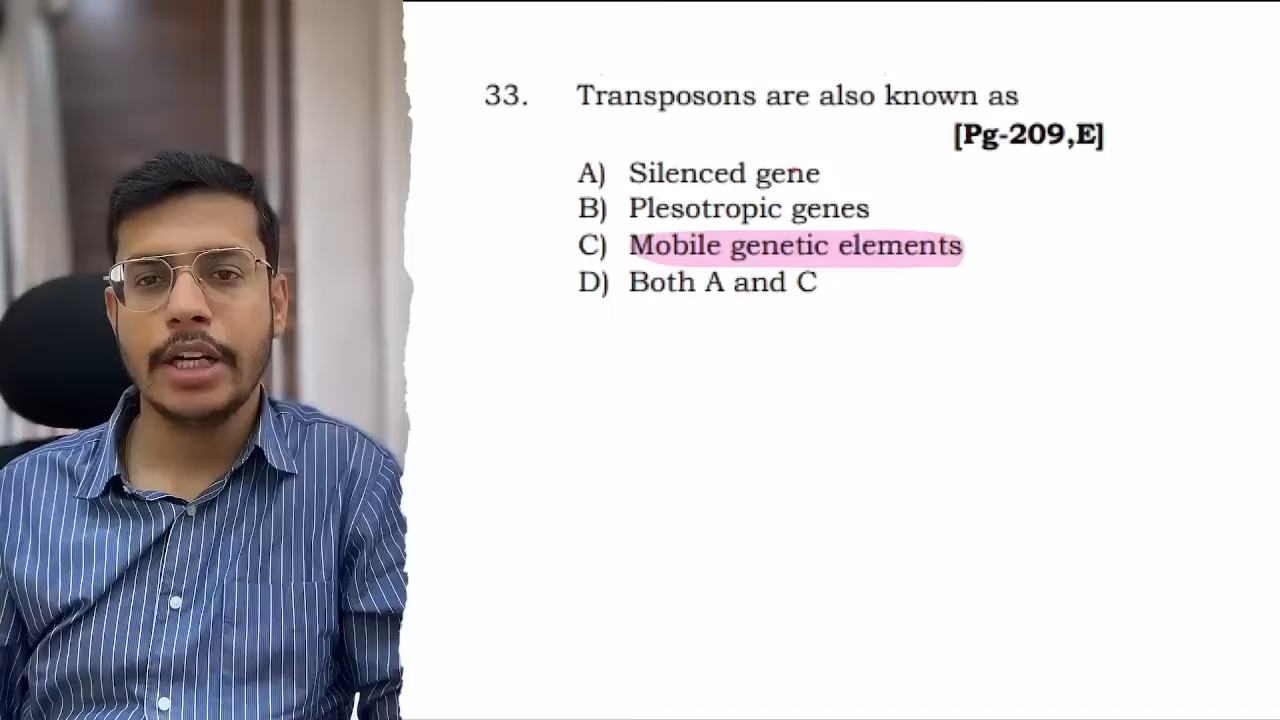 33. Transposons are also known as
[Pg-209,E]
A) Silenced gene
B) Plesotropic genes
C) Mobile genetic elements
D) Both A and C